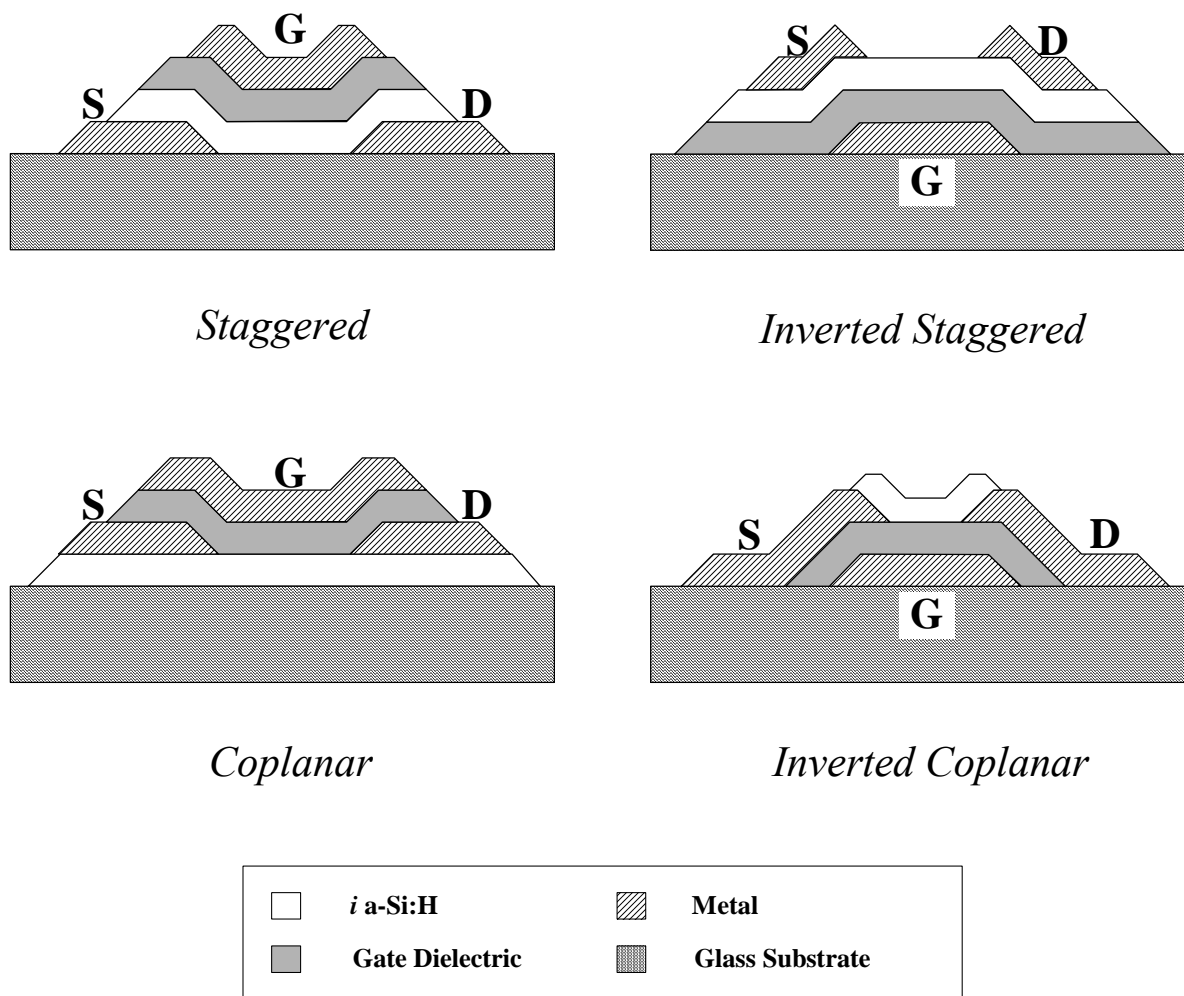 G
S
D
Staggered
S
D
G
Inverted Staggered
G
S
D
Coplanar
S
D
G
Inverted Coplanar
i a-Si:H
Metal
Gate Dielectric
Glass Substrate